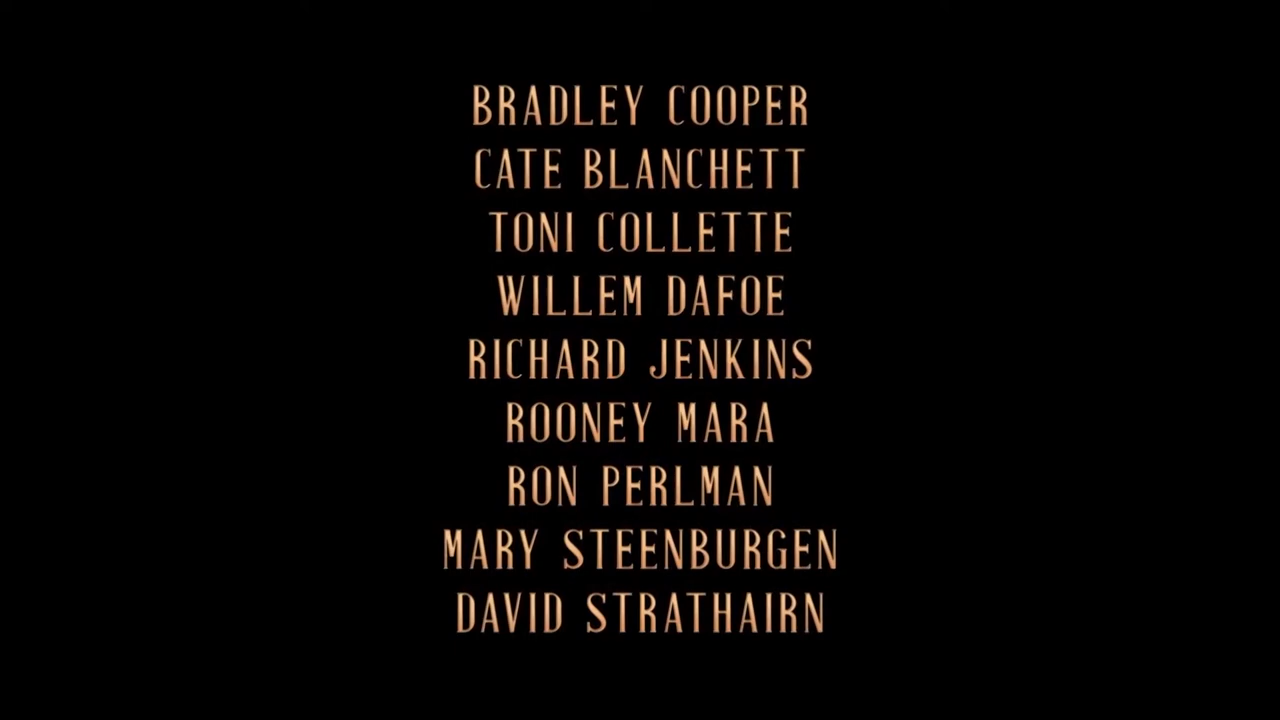 BRADLEY COOPER
CATE BLANCHETT
TONI COLLETTE
WILLEM DAFOE
RICHARD JENKINS
ROONEY MARA
RON PERLMAN
MARY STEENBURGEN
DAVID STRATHAIRN